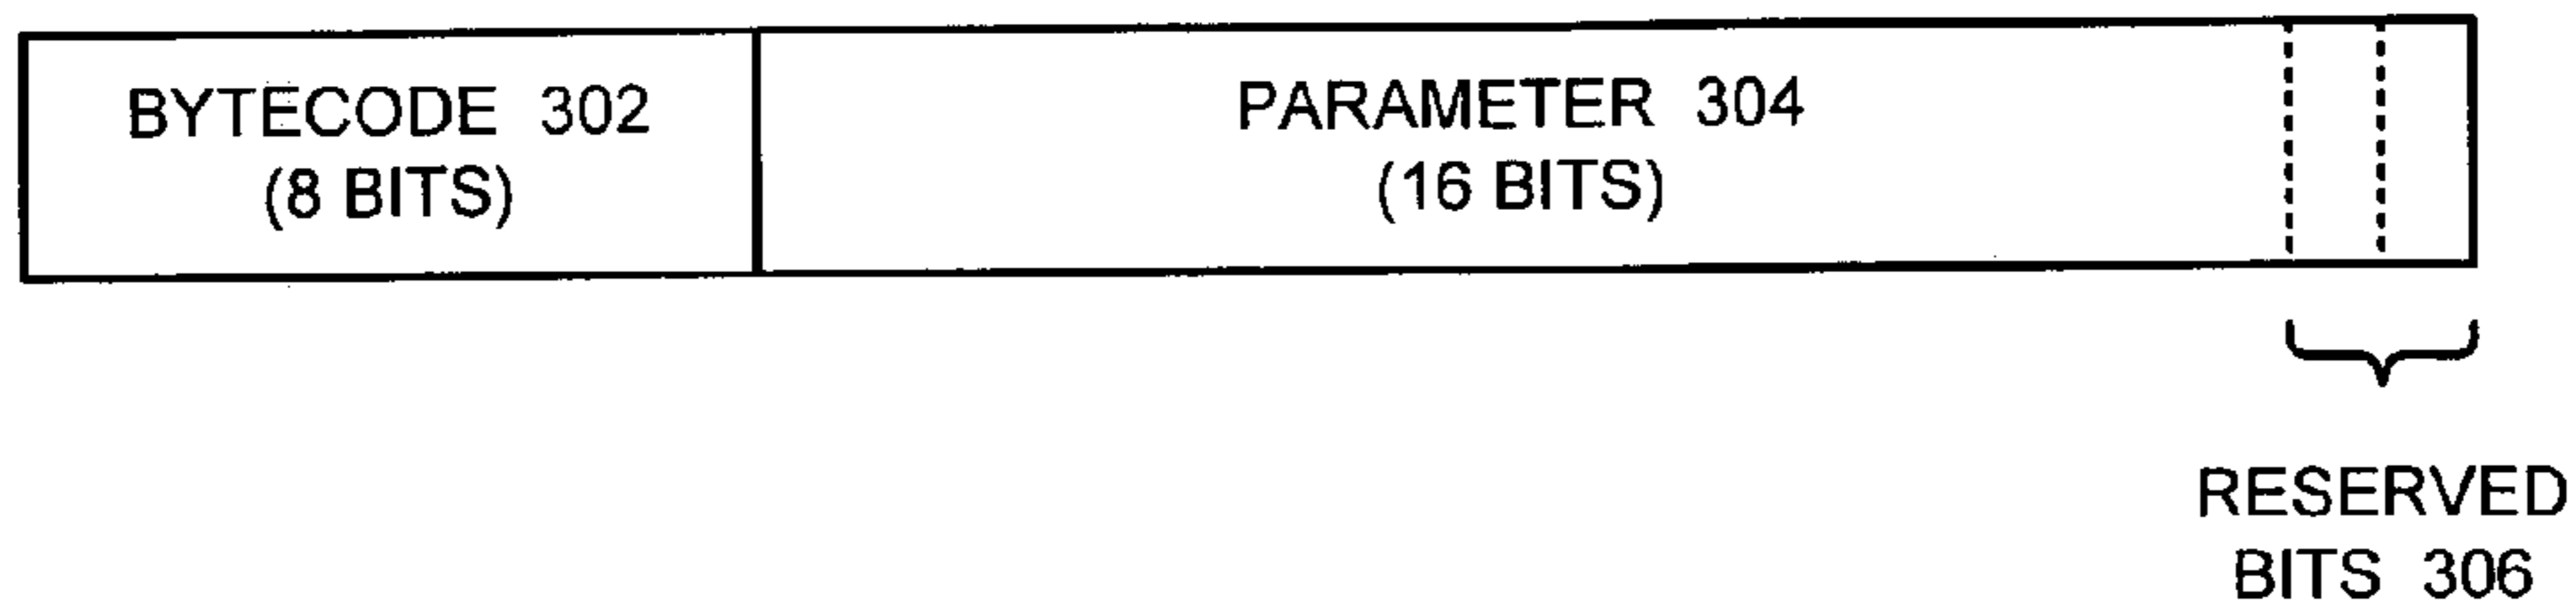 BYTECODE 302
(8 BITS)
PARAMETER 304
(16 BITS)
RESERVED
BITS 306